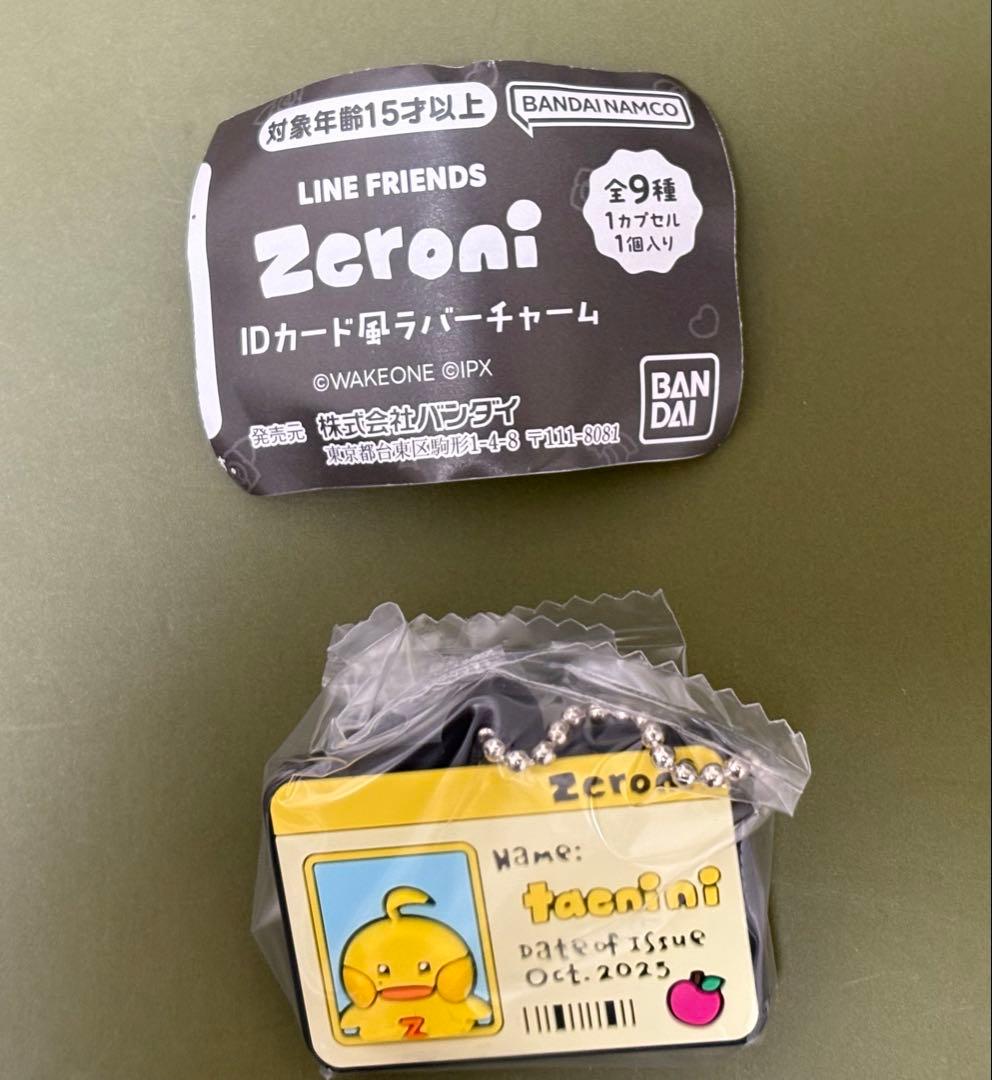 対象年齢15才以上
BANDAI NAMCO
LINE FRIENDS
zeroni
全9種
1カプセル
1個入り
IDカード風ラバーチャーム
©WAKEONE ©IPX
発売元 株式会社バンダイ
東京都台東区駒形1-4-8 〒111-8081
BAN
DAI
zeroni
Name:
taenini
Date of Issue
Oct. 2025
Z